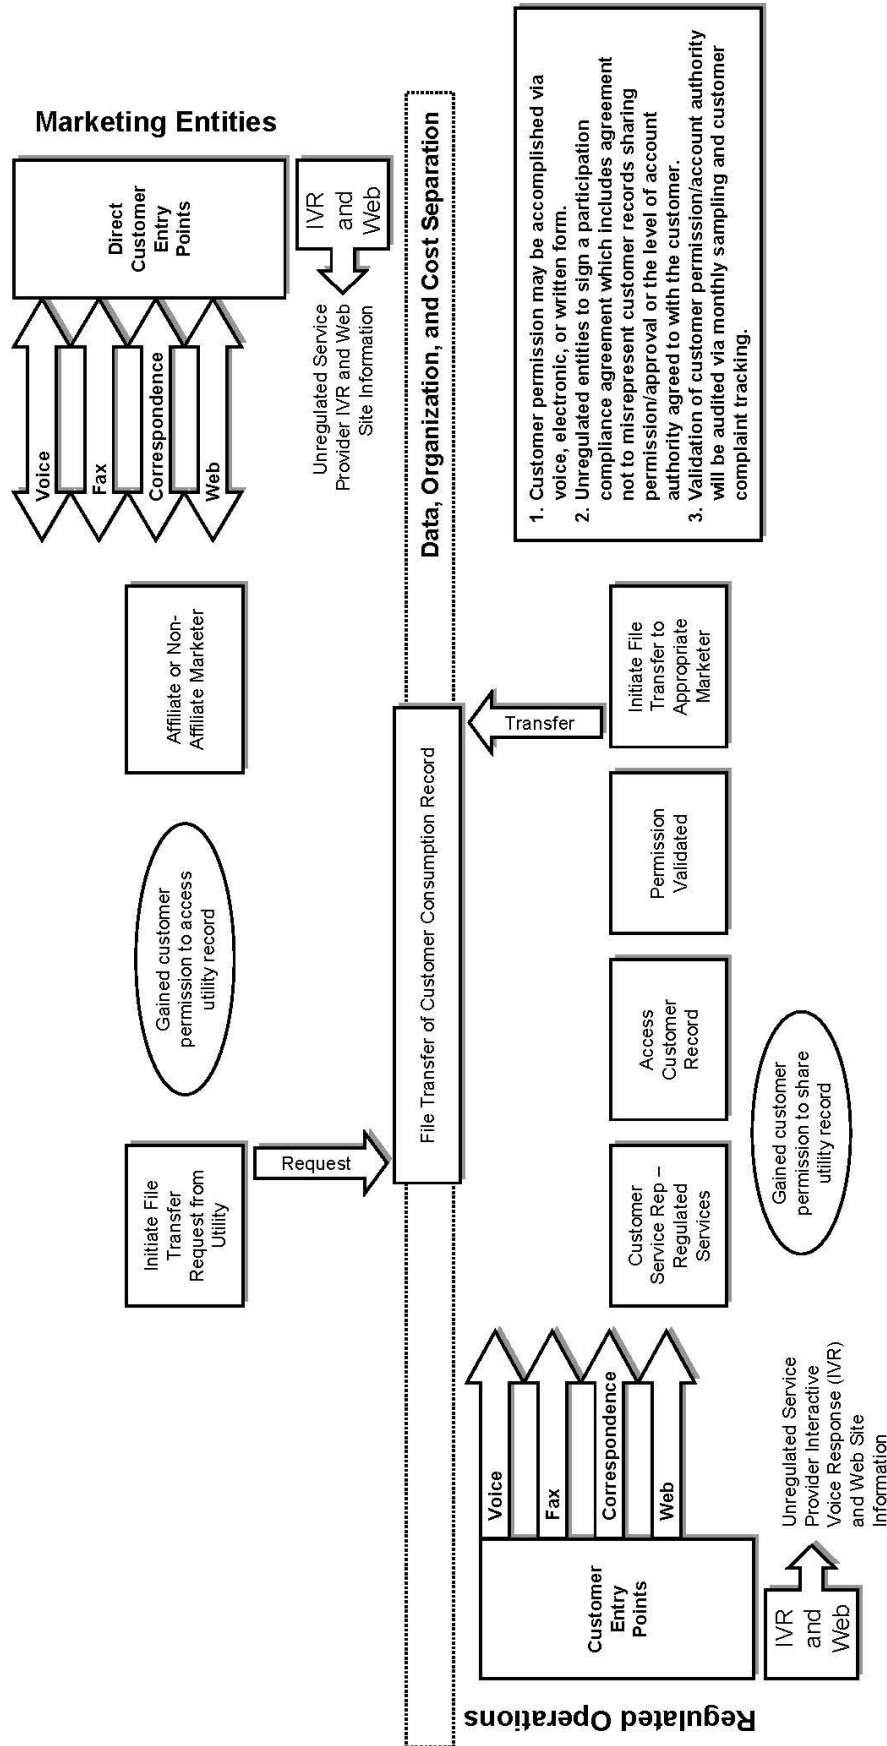 Marketing Entities
Direct
Customer
Entry
Points
Voice
Fax
Correspondence
Web
IVR
and
Web
Unregulated Service
Provider IVR and Web
Site Information
Affiliate or Non-
Affiliate Marketer
Gained customer
permission to access
utility record
Initiate File
Transfer
Request from
Utility
Request
Data, Organization, and Cost Separation
File Transfer of Customer Consumption Record
Transfer
Regulated Operations
Customer
Entry
Points
Voice
Fax
Correspondence
Web
IVR
and
Web
Unregulated Service
Provider Interactive
Voice Response (IVR)
and Web Site
Information
Customer
Service Rep –
Regulated
Services
Gained customer
permission to share
utility record
Access
Customer
Record
Permission
Validated
Initiate File
Transfer to
Appropriate
Marketer
1. Customer permission may be accomplished via
voice, electronic, or written form.
2. Unregulated entities to sign a participation
compliance agreement which includes agreement
not to misrepresent customer records sharing
permission/approval or the level of account
authority agreed to with the customer.
3. Validation of customer permission/account authority
will be audited via monthly sampling and customer
complaint tracking.